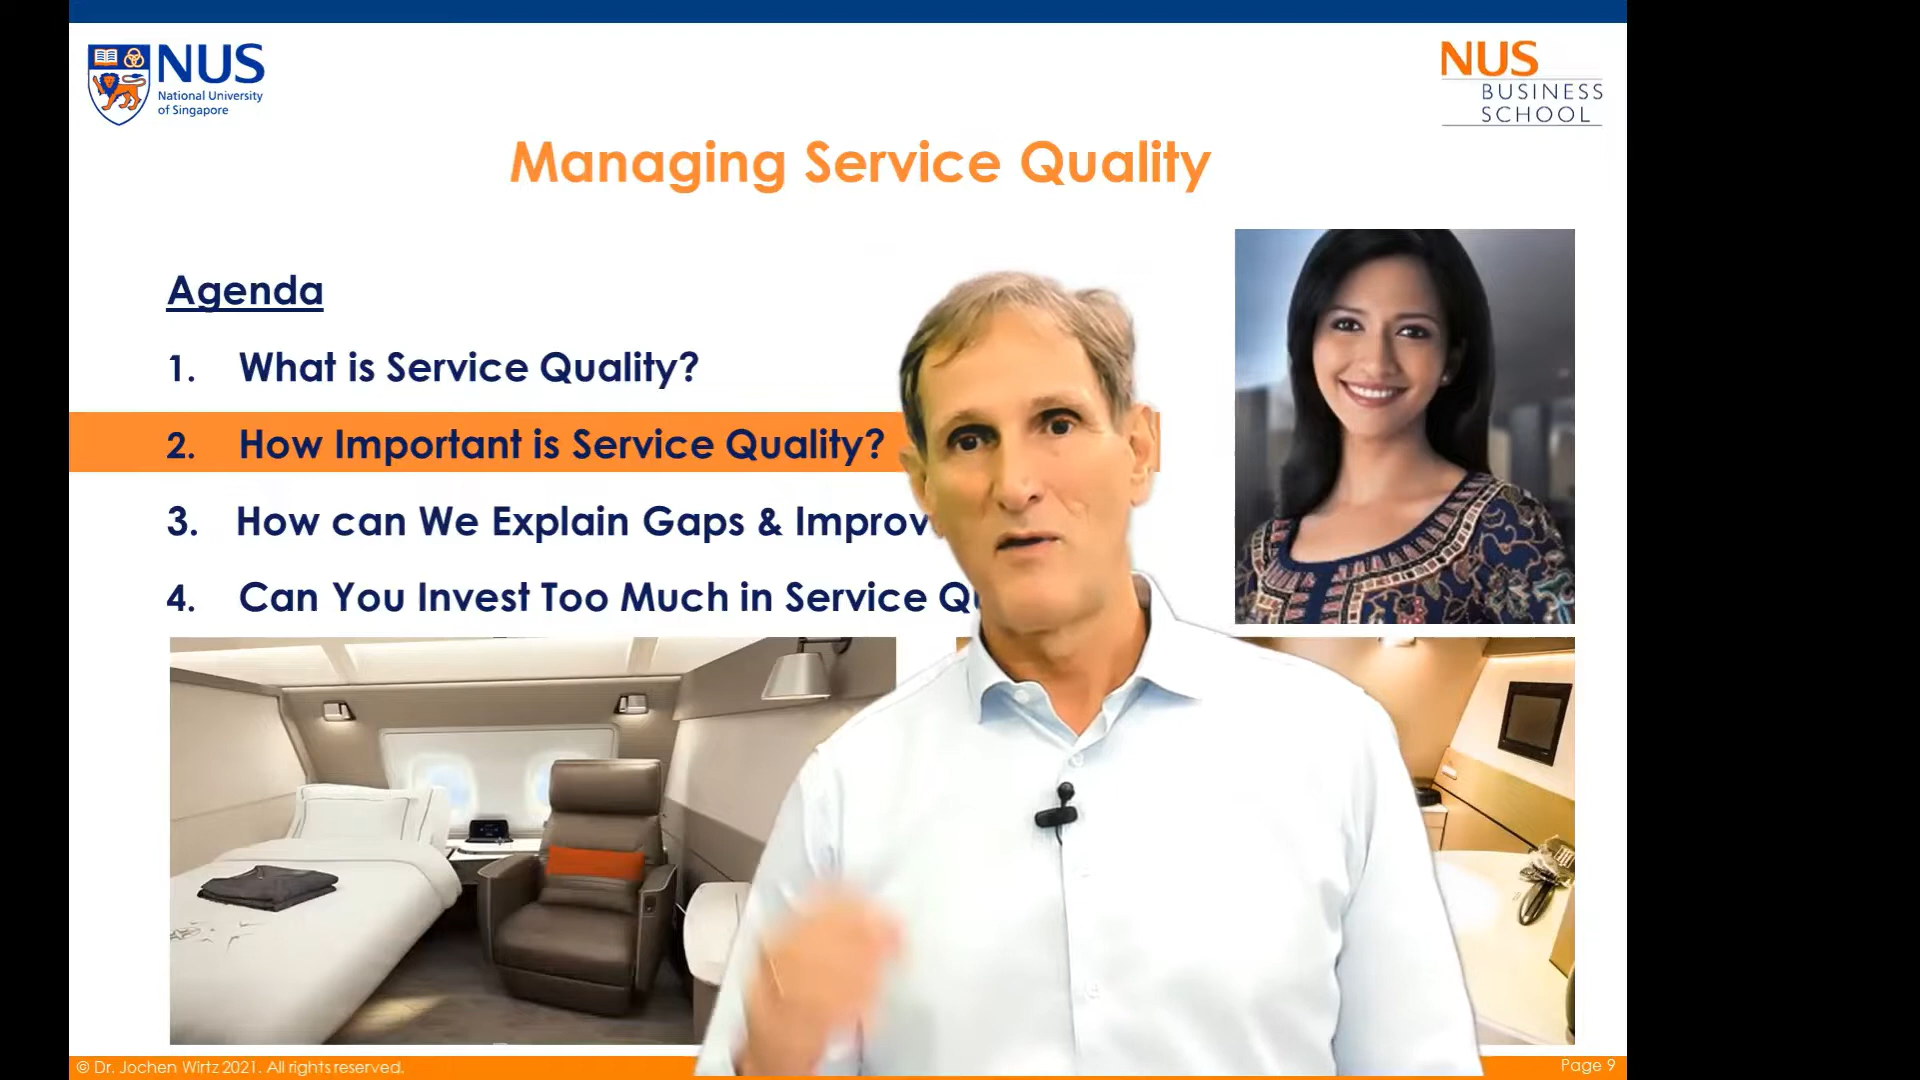 NUS
National University
of Singapore
NUS
BUSINESS
SCHOOL
Managing Service Quality
Agenda
1. What is Service Quality?
2. How Important is Service Quality?
3. How can We Explain Gaps &
4. Can You Invest Too Much in Service
© Dr. Jochen Wirtz 2021. All rights reserved.
Page 9